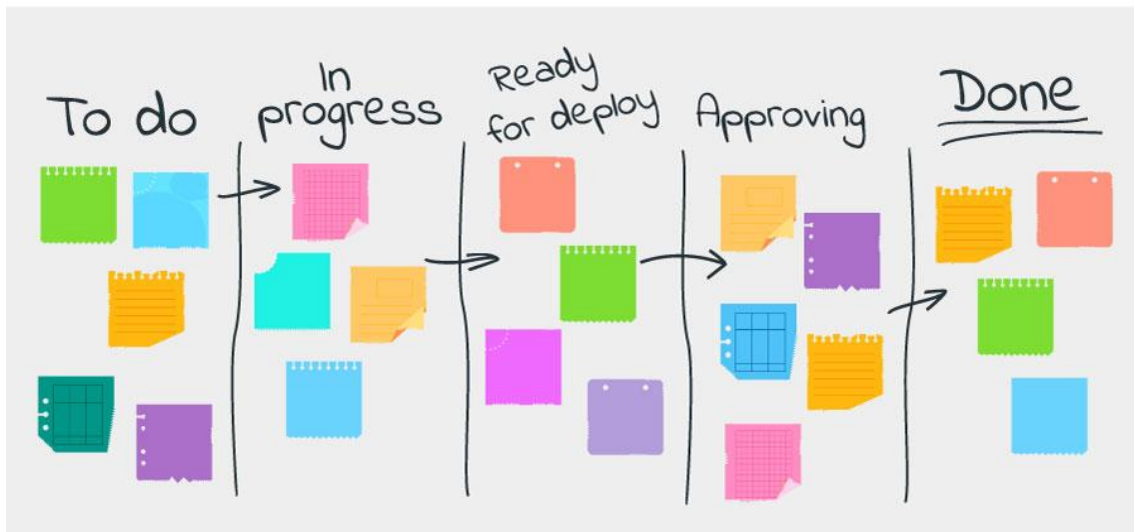 To do
In
progress
Ready
for deploy
Approving
Done